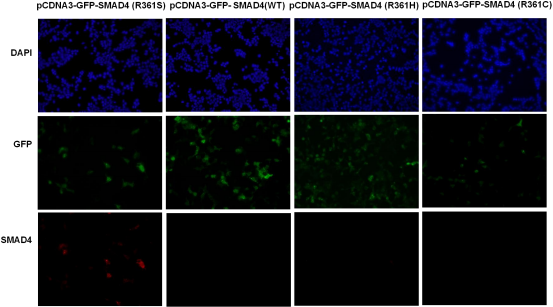 pCDNA3-GFP-SMAD4 (R361S) pCDNA3-GFP- SMAD4(WT) pCDNA3-GFP-SMAD4 (R361H) pCDNA3-GFP-SMAD4 (R361C)
DAPI
GFP
SMAD4